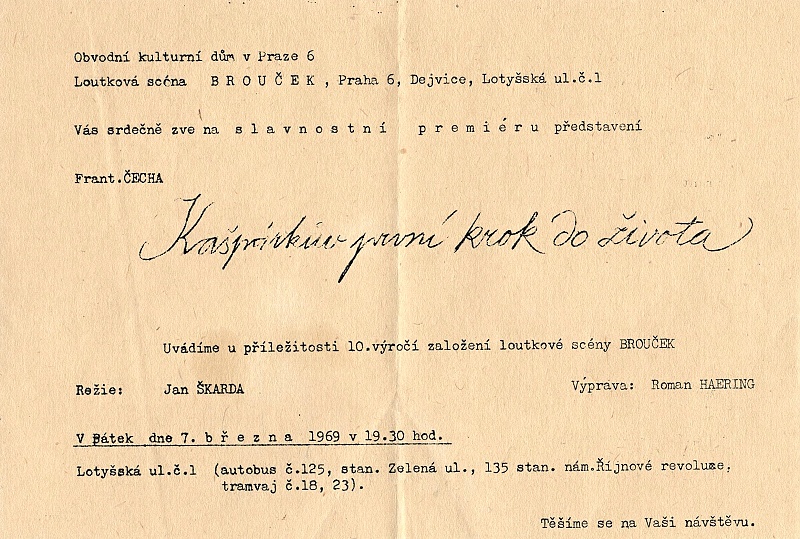 Obvodní kulturní dům v Praze 6
Loutková scéna B R O U Č E K , Praha 6, Dejvice, Lotyšská ul.č.1
Vás srdečně zve na s l a v n o s t n í p r e m i é r u představení
Frant.ČECHA
Kašpárkův první krok do života
Uvádíme u příležitosti 10.výročí založení loutkové scény BROUČEK
Režie: Jan ŠKARDA Výprava: Roman HAERING
V Pátek dne 7. b ř e z n a 1969 v 19.30 hod.
Lotyšská ul.č.1 (autobus č.125, stan. Zelená ul., 135 stan. nám.Říjnové revoluce,
tramvaj č.18, 23).
Těšíme se na Vaši návštěvu.